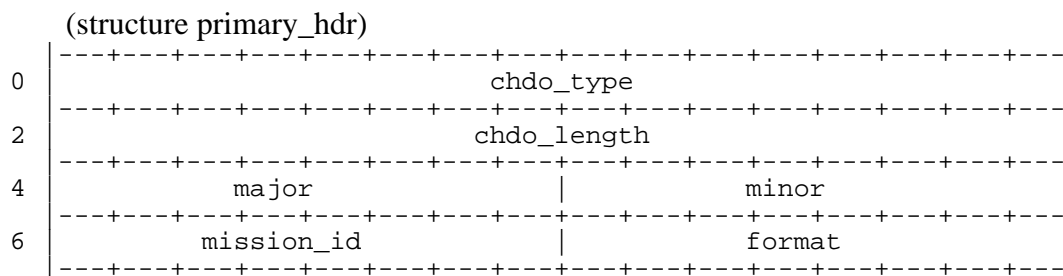 (structure primary_hdr)
|---+---+---+---+---+---+---+---+---+---+---+---+---+---+---+---+---
0 | chdo_type
|---+---+---+---+---+---+---+---+---+---+---+---+---+---+---+---+---
2 | chdo_length
|---+---+---+---+---+---+---+---+---+---+---+---+---+---+---+---+---
4 | major | minor
|---+---+---+---+---+---+---+---+---+---+---+---+---+---+---+---+---
6 | mission_id | format
|---+---+---+---+---+---+---+---+---+---+---+---+---+---+---+---+---